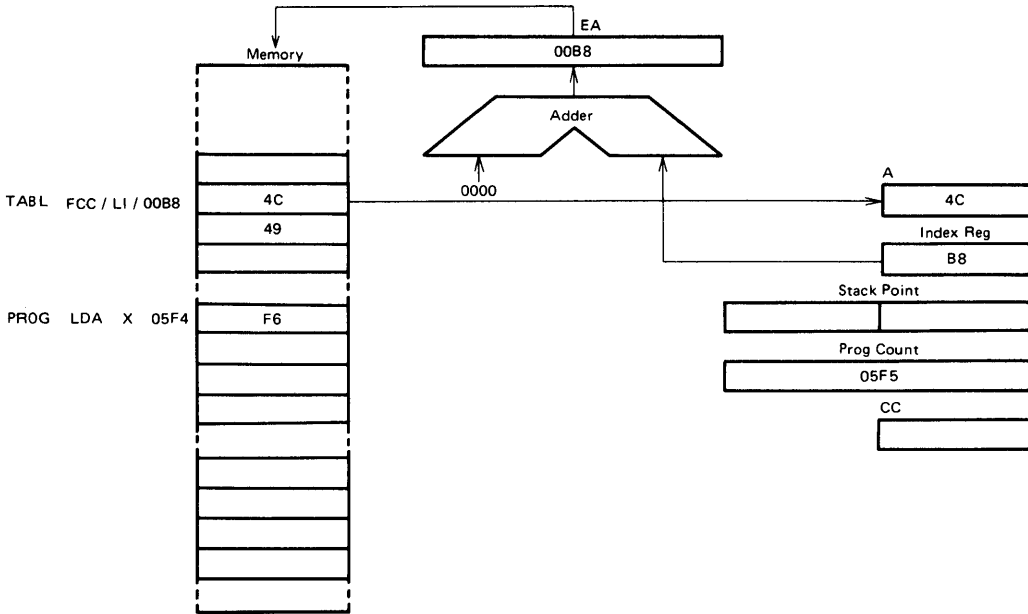 EA
00B8
Memory
Adder
0000
A
TABL FCC / LI / 00B8 4C 4C
49
Index Reg
B8
Stack Point
PROG LDA X 05F4 F6
Prog Count
05F5
CC